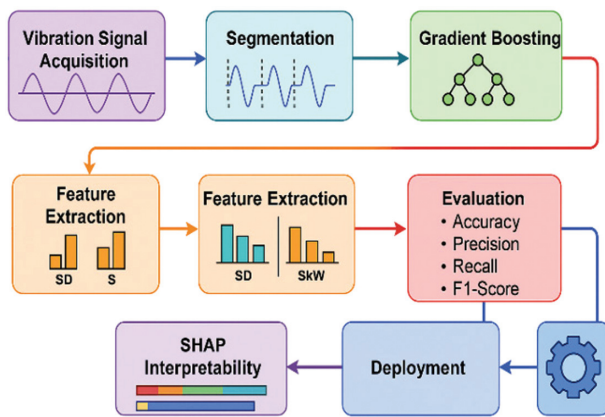 Vibration Signal
Acquisition
Segmentation
Gradient Boosting
Feature
Extraction
SD
S
Feature Extraction
SD
SkW
Evaluation
• Accuracy
• Precision
• Recall
• F1-Score
SHAP
Interpretability
Deployment